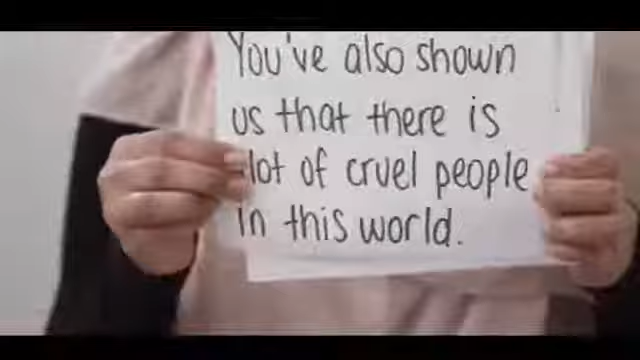 You've also shown
us that there is
lot of cruel people
in this world.